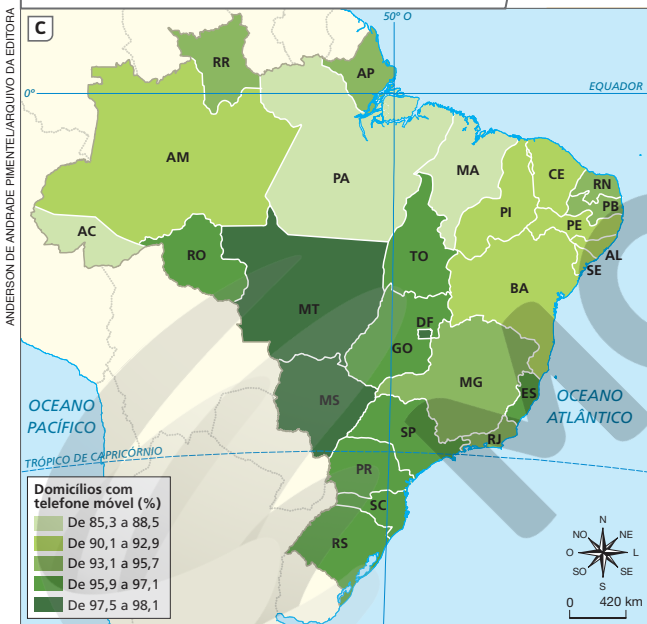 ANDERSON DE ANDRADE PIMENTEL/ARQUIVO DA EDITORA
C
50° O
RR
AP
0°
EQUADOR
AM
PA
MA
CE
RN
PB
PI
PE
AC
AL
SE
RO
TO
BA
MT
DF
GO
MG
MS
ES
OCEANO
PACÍFICO
OCEANO
ATLÂNTICO
SP
RJ
TRÓPICO DE CAPRICÓRNIO
PR
SC
RS
Domicílios com
telefone móvel (%)
De 85,3 a 88,5
De 90,1 a 92,9
De 93,1 a 95,7
De 95,9 a 97,1
De 97,5 a 98,1
N
NO
NE
O
L
SO
SE
S
0 420 km